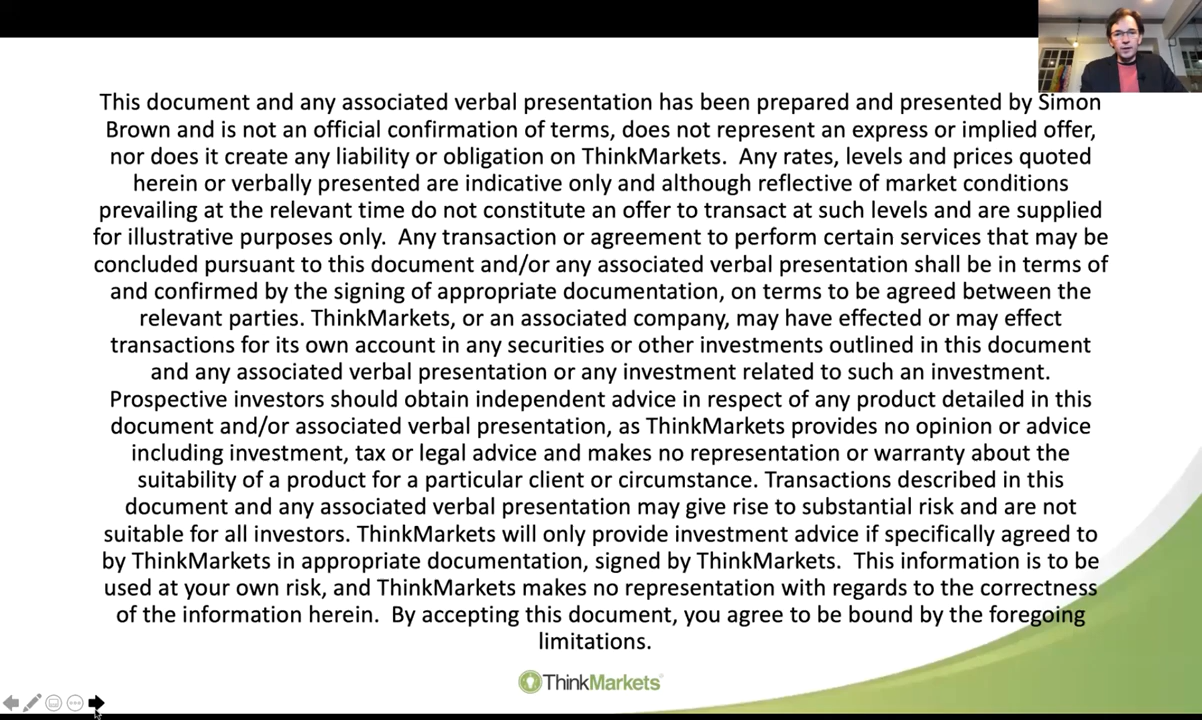 This document and any associated verbal presentation has been prepared and presented by Simon
Brown and is not an official confirmation of terms, does not represent an express or implied offer,
nor does it create any liability or obligation on ThinkMarkets.  Any rates, levels and prices quoted
herein or verbally presented are indicative only and although reflective of market conditions
prevailing at the relevant time do not constitute an offer to transact at such levels and are supplied
for illustrative purposes only.  Any transaction or agreement to perform certain services that may be
concluded pursuant to this document and/or any associated verbal presentation shall be in terms of
and confirmed by the signing of appropriate documentation, on terms to be agreed between the
relevant parties. ThinkMarkets, or an associated company, may have effected or may effect
transactions for its own account in any securities or other investments outlined in this document
and any associated verbal presentation or any investment related to such an investment.
Prospective investors should obtain independent advice in respect of any product detailed in this
document and/or associated verbal presentation, as ThinkMarkets provides no opinion or advice
including investment, tax or legal advice and makes no representation or warranty about the
suitability of a product for a particular client or circumstance. Transactions described in this
document and any associated verbal presentation may give rise to substantial risk and are not
suitable for all investors. ThinkMarkets will only provide investment advice if specifically agreed to
by ThinkMarkets in appropriate documentation, signed by ThinkMarkets.  This information is to be
used at your own risk, and ThinkMarkets makes no representation with regards to the correctness
of the information herein.  By accepting this document, you agree to be bound by the foregoing
limitations.
ThinkMarkets